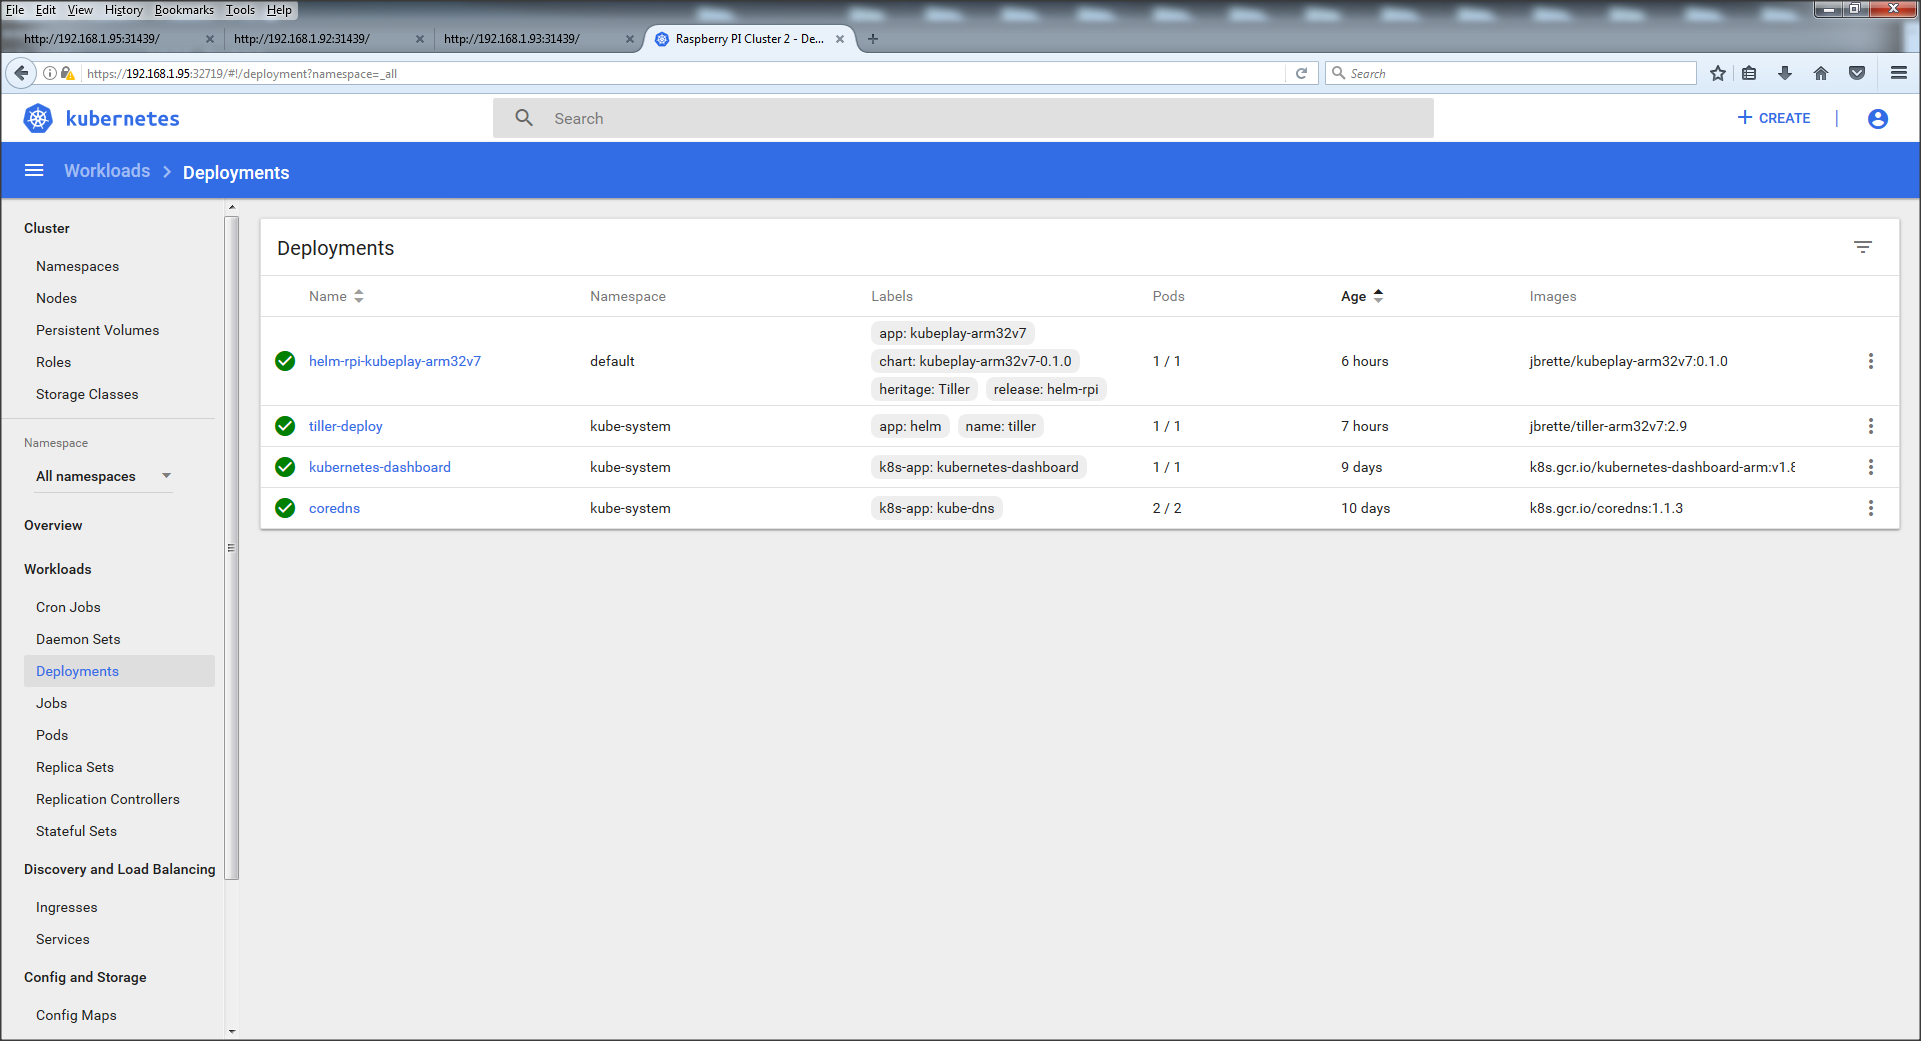 File Edit View History Bookmarks Tools Help
http://192.168.1.95:31439/
http://192.168.1.92:31439/
http://192.168.1.93:31439/
Raspberry PI Cluster 2 - De...
https://192.168.1.95:32719/#!/deployment?namespace=_all
Search
kubernetes
Search
CREATE
Workloads
Deployments
Cluster
Namespaces
Nodes
Persistent Volumes
Roles
Storage Classes
Namespace
All namespaces
Overview
Workloads
Cron Jobs
Daemon Sets
Deployments
Jobs
Pods
Replica Sets
Replication Controllers
Stateful Sets
Discovery and Load Balancing
Ingresses
Services
Config and Storage
Config Maps
Deployments
Name Namespace Labels Pods Age Images
app: kubeplay-arm32v7
helm-rpi-kubeplay-arm32v7 default chart: kubeplay-arm32v7-0.1.0 1 / 1 6 hours jbrette/kubeplay-arm32v7:0.1.0
heritage: Tiller release: helm-rpi
tiller-deploy kube-system app: helm name: tiller 1 / 1 7 hours jbrette/tiller-arm32v7:2.9
kubernetes-dashboard kube-system k8s-app: kubernetes-dashboard 1 / 1 9 days k8s.gcr.io/kubernetes-dashboard-arm:v1.8
coredns kube-system k8s-app: kube-dns 2 / 2 10 days k8s.gcr.io/coredns:1.1.3